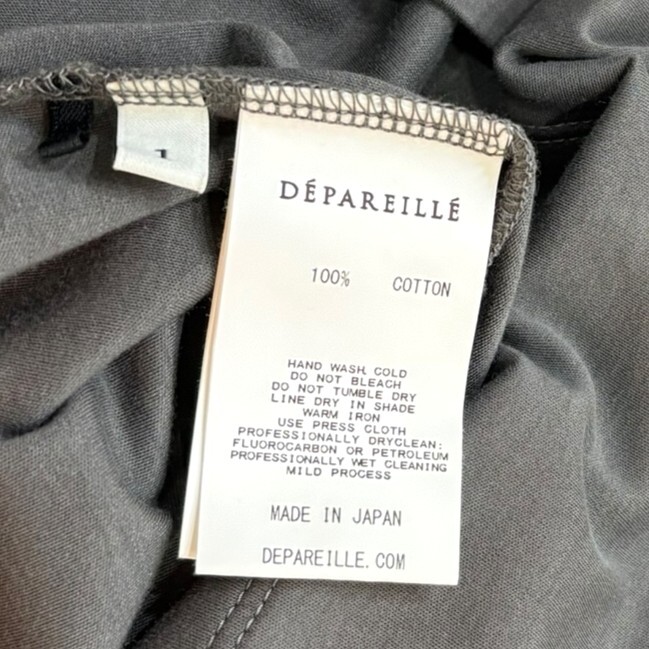 1
DÉPAREILLÉ
100% COTTON
HAND WASH COLD
DO NOT BLEACH
DO NOT TUMBLE DRY
LINE DRY IN SHADE
WARM IRON
USE PRESS CLOTH
PROFESSIONALLY DRYCLEAN:
FLUOROCARBON OR PETROLEUM
PROFESSIONALLY WET CLEANING
MILD PROCESS
MADE IN JAPAN
DEPAREILLE.COM